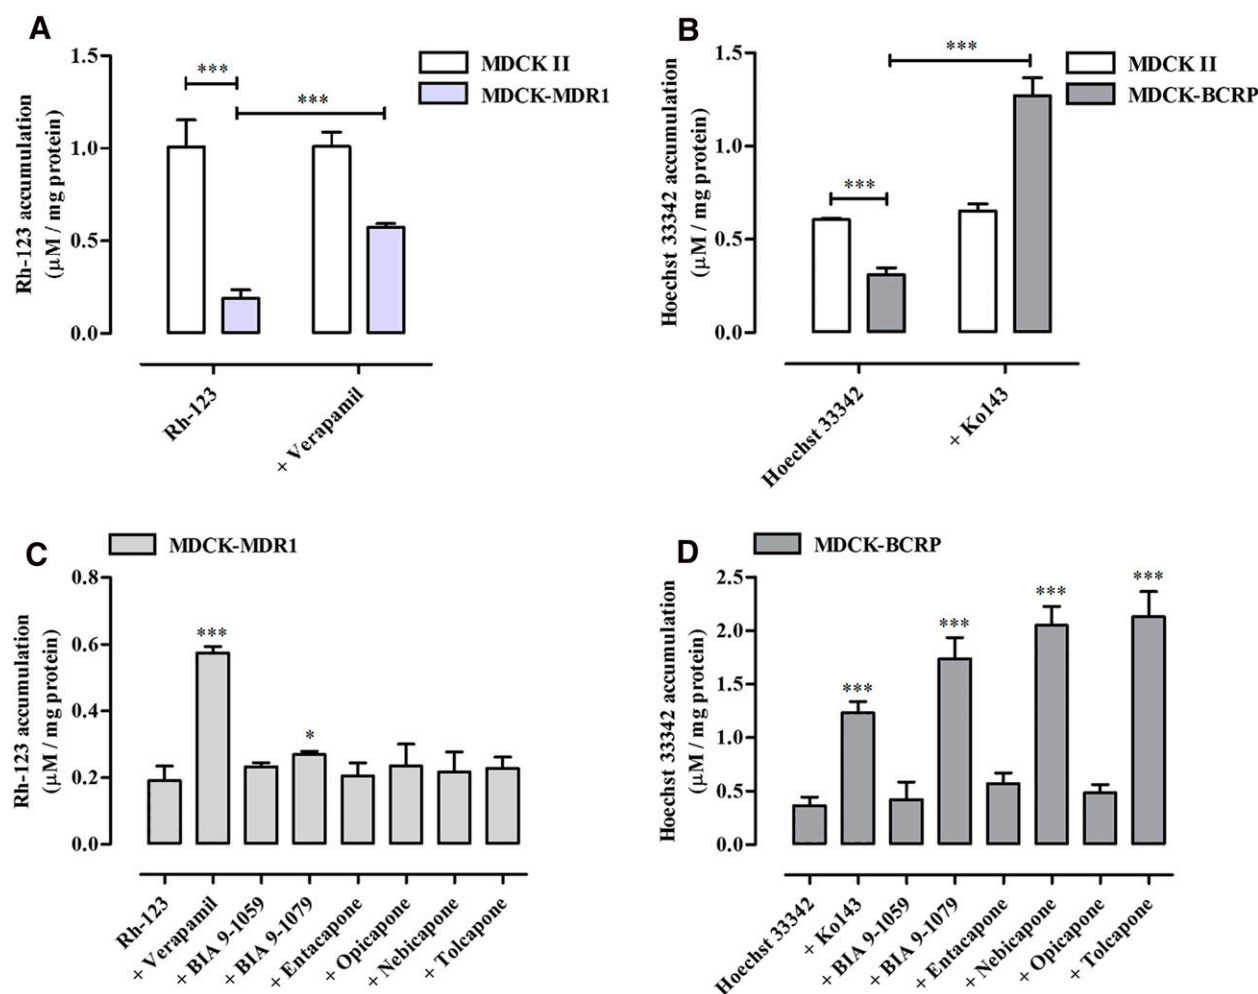 A
1.5
1.0
0.5
0.0
Rh-123 accumulation
(µM / mg protein)
***
***
MDCK II
MDCK-MDR1
Rh-123
+ Verapamil
B
1.5
1.0
0.5
0.0
Hoechst 33342 accumulation
(µM / mg protein)
***
***
MDCK II
MDCK-BCRP
Hoechst 33342
+ Ko143
C
MDCK-MDR1
0.8
0.6
0.4
0.2
0.0
Rh-123 accumulation
(µM / mg protein)
***
*
Rh-123
+ Verapamil
+ BIA 9-1059
+ BIA 9-1079
+ Entacapone
+ Opicapone
+ Nebicapone
+ Tolcapone
D
MDCK-BCRP
2.5
2.0
1.5
1.0
0.5
0.0
Hoechst 33342 accumulation
(µM / mg protein)
***
***
***
***
Hoechst 33342
+ Ko143
+ BIA 9-1059
+ BIA 9-1079
+ Entacapone
+ Nebicapone
+ Opicapone
+ Tolcapone